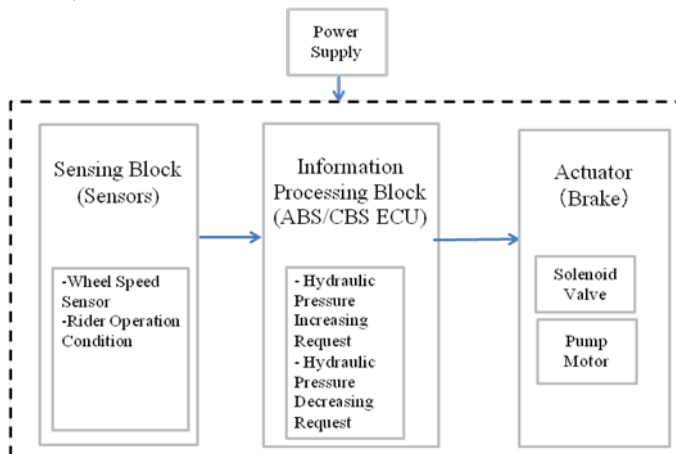 Power
Supply
Sensing Block
(Sensors)
-Wheel Speed
Sensor
-Rider Operation
Condition
Information
Processing Block
(ABS/CBS ECU)
- Hydraulic
Pressure
Increasing
Request
- Hydraulic
Pressure
Decreasing
Request
Actuator
(Brake)
Solenoid
Valve
Pump
Motor